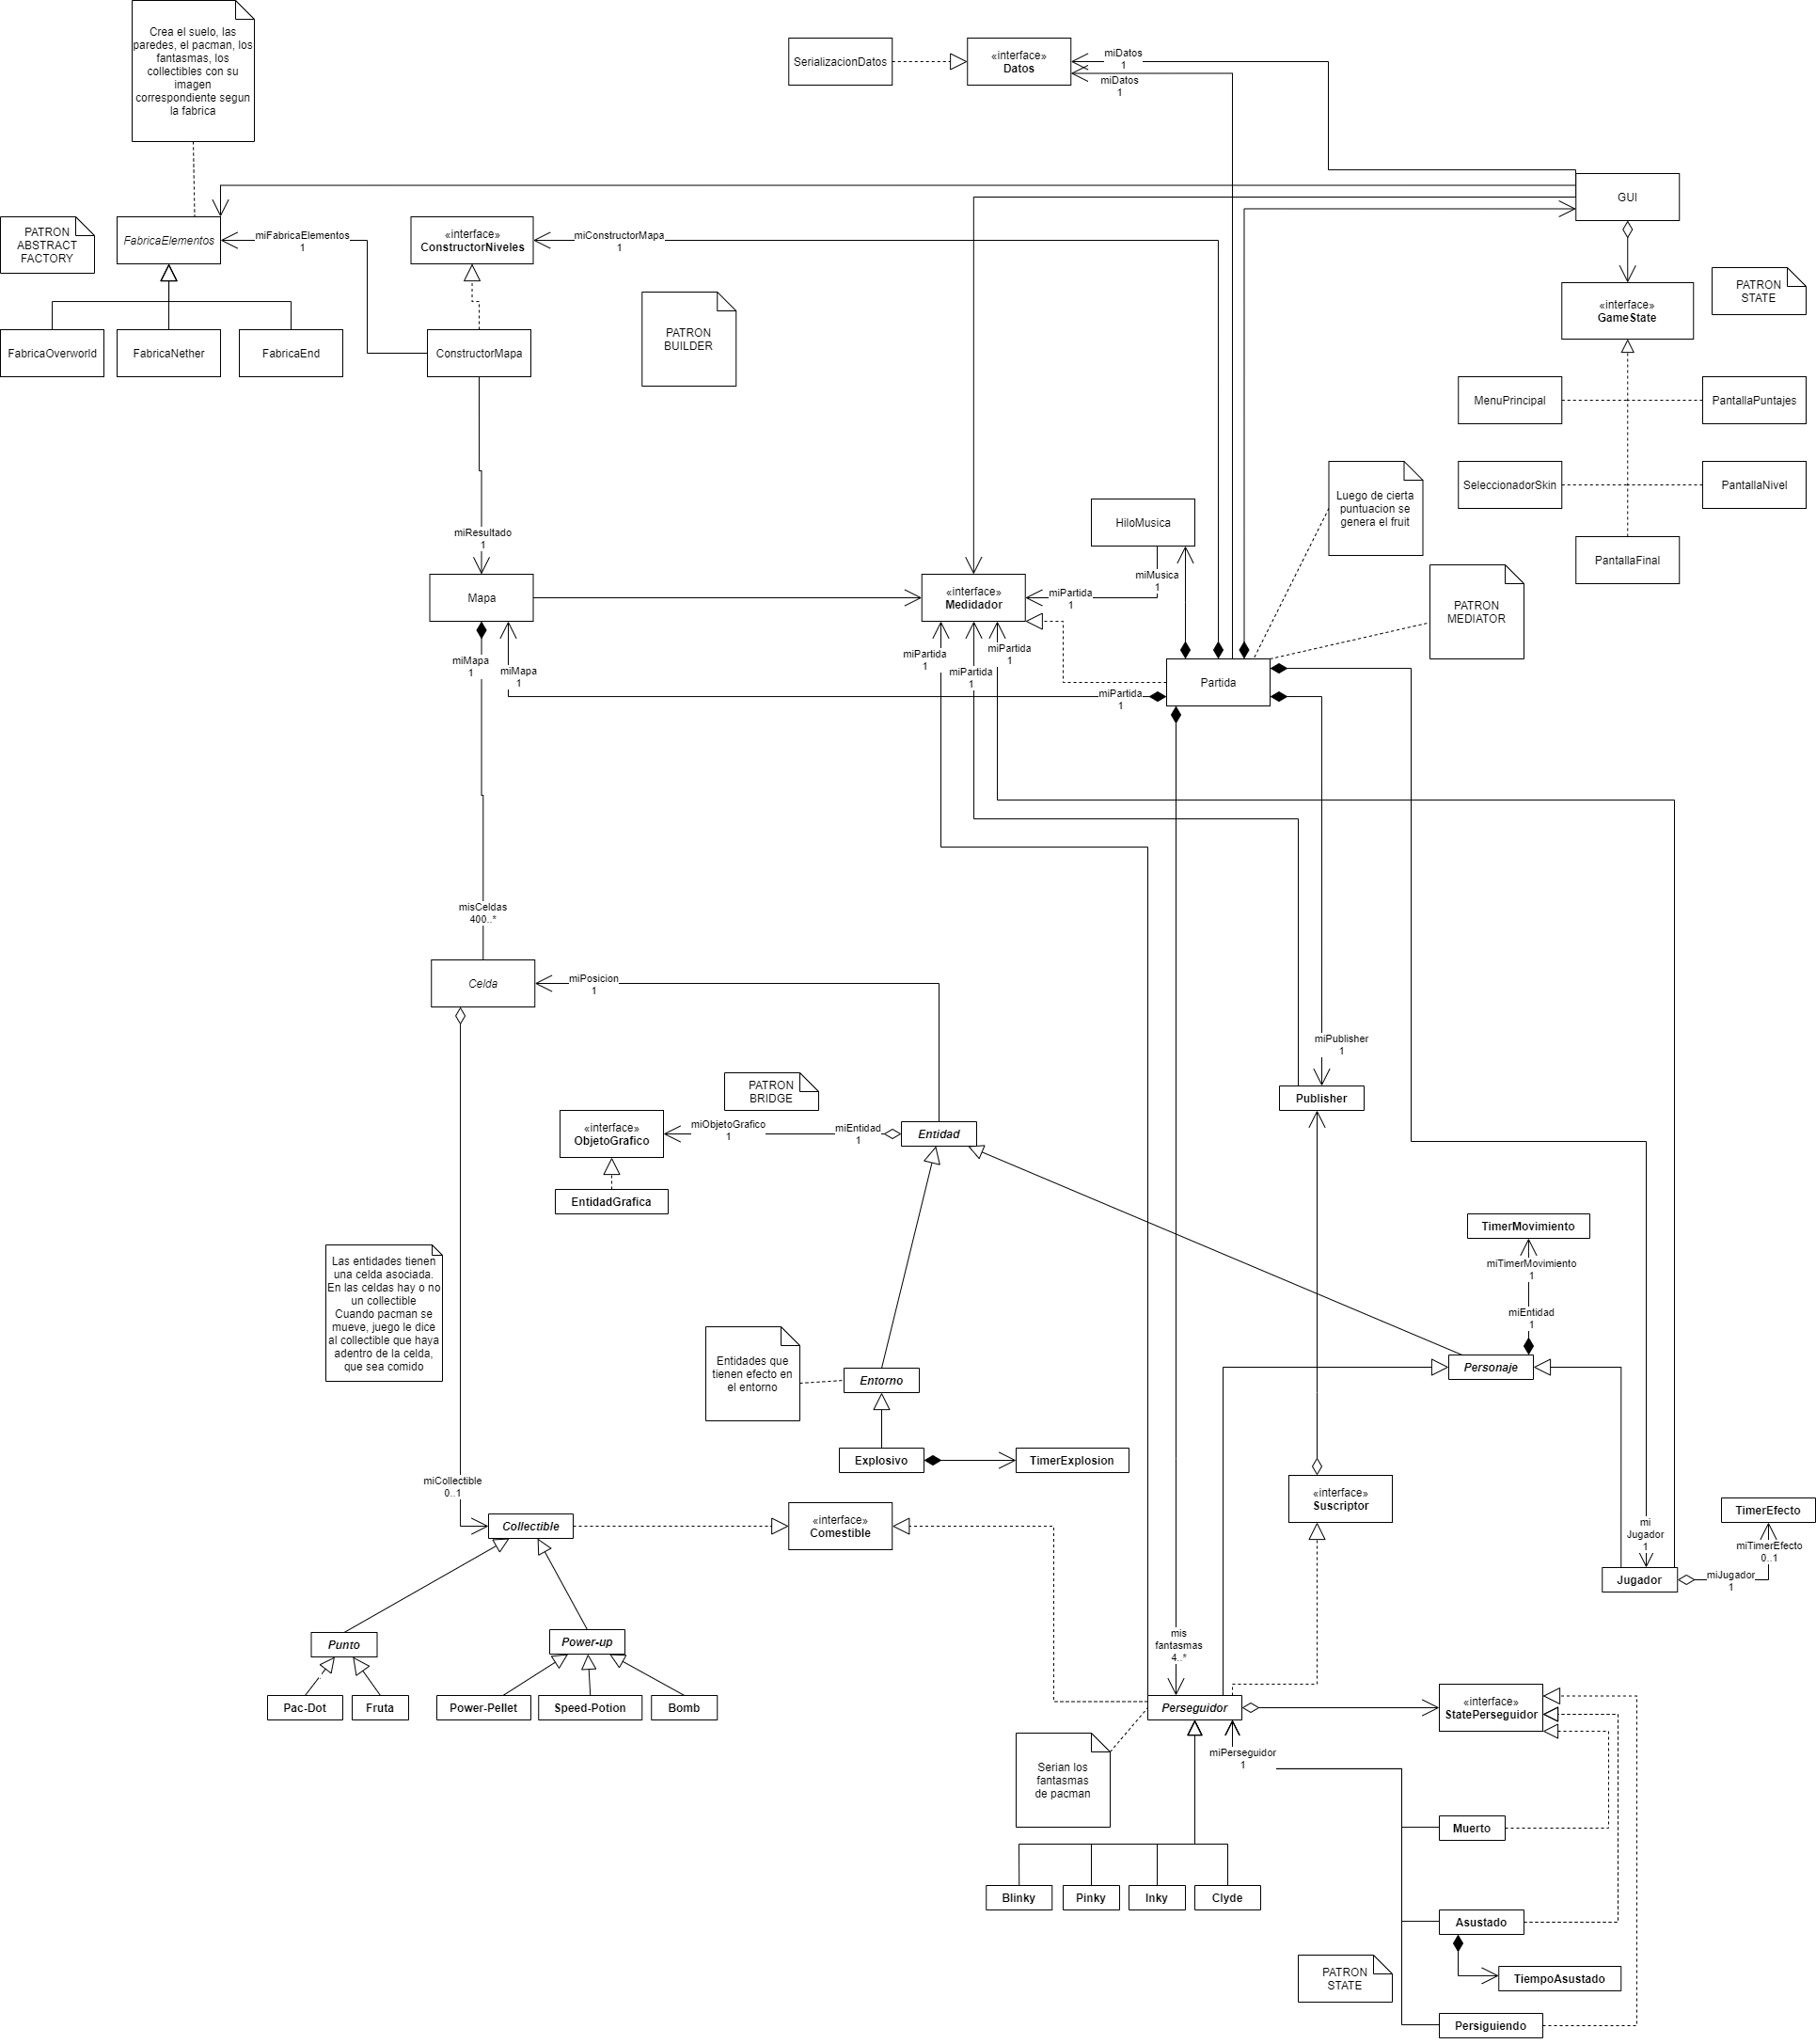 Crea el suelo, las
paredes, el pacman, los
fantasmas, los
collectibles con su
imagen
correspondiente segun
la fabrica
SerializacionDatos
«interface»
Datos
miDatos
1
miDatos
1
GUI
PATRON
ABSTRACT
FACTORY
FabricaElementos
miFabricaElementos
1
«interface»
ConstructorNiveles
miConstructorMapa
1
PATRON
STATE
«interface»
GameState
PATRON
BUILDER
FabricaOverworld
FabricaNether
FabricaEnd
ConstructorMapa
MenuPrincipal
PantallaPuntajes
SeleccionadorSkin
PantallaNivel
PantallaFinal
Luego de cierta
puntuacion se
genera el fruit
HiloMusica
miMusica
1
miResultado
1
Mapa
«interface»
Medidador
miPartida
1
PATRON
MEDIATOR
miMapa
1
miMapa
1
miPartida
1
miPartida
1
miPartida
1
miPartida
1
Partida
misCeldas
400..*
Celda
miPosicion
1
miPublisher
1
PATRON
BRIDGE
Publisher
«interface»
ObjetoGrafico
miObjetoGrafico
1
miEntidad
1
Entidad
EntidadGrafica
TimerMovimiento
miTimerMovimiento
1
miEntidad
1
Las entidades tienen
una celda asociada.
En las celdas hay o no
un collectible
Cuando pacman se
mueve, juego le dice
al collectible que haya
adentro de la celda,
que sea comido
Entidades que
tienen efecto en
el entorno
Entorno
Personaje
Explosivo
TimerExplosion
miCollectible
0..1
«interface»
Suscriptor
Collectible
«interface»
Comestible
mi
Jugador
1
TimerEfecto
miTimerEfecto
0..1
Jugador
miJugador
1
Punto
Power-up
mis
fantasmas
4..*
Pac-Dot
Fruta
Power-Pellet
Speed-Potion
Bomb
Perseguidor
«interface»
StatePerseguidor
miPerseguidor
1
Serian los
fantasmas
de pacman
Muerto
Blinky
Pinky
Inky
Clyde
Asustado
PATRON
STATE
TiempoAsustado
Persiguiendo